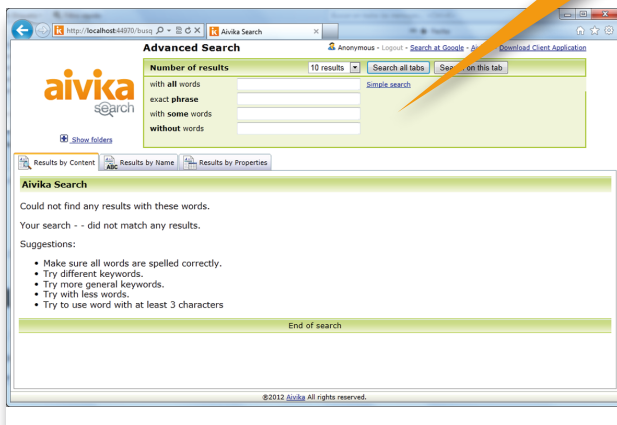 http://localhost:44970/busq
Aivika Search
Advanced Search
Anonymous - Logout - Search at Google - Download Client Application
Number of results
10 results
Search all tabs
on this tab
with all words
Simple search
exact phrase
with some words
without words
aivika
search
Show folders
Results by Content
ABC
Results by Name
Results by Properties
Aivika Search
Could not find any results with these words.
Your search - - did not match any results.
Suggestions:
• Make sure all words are spelled correctly.
• Try different keywords.
• Try more general keywords.
• Try with less words.
• Try to use word with at least 3 characters
End of search
©2012 Aivika All rights reserved.